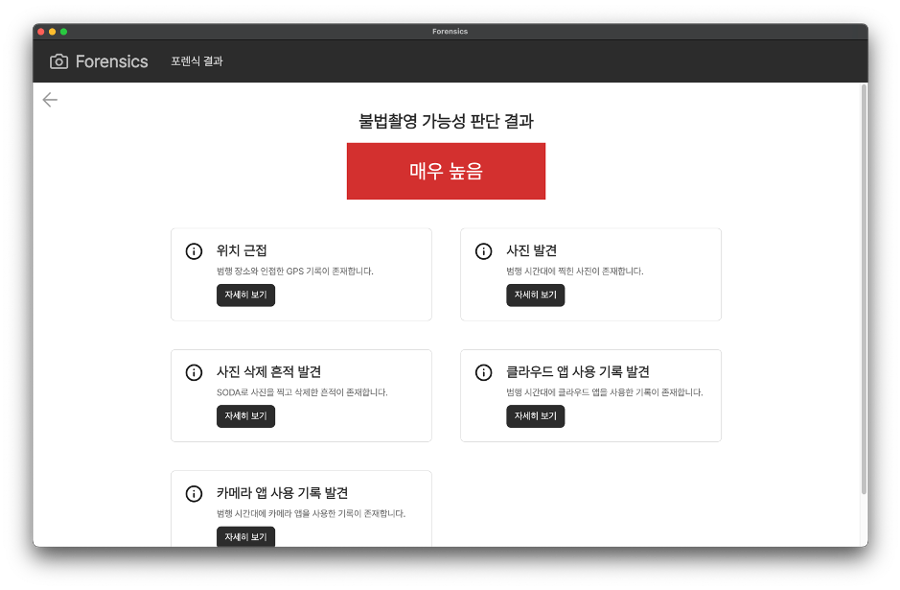 Forensics
Forensics 포렌식 결과
불법촬영 가능성 판단 결과
매우 높음
위치 근접
범행 장소와 인접한 GPS 기록이 존재합니다.
자세히 보기
사진 발견
범행 시간대에 찍힌 사진이 존재합니다.
자세히 보기
사진 삭제 흔적 발견
SODA로 사진을 찍고 삭제한 흔적이 존재합니다.
자세히 보기
클라우드 앱 사용 기록 발견
범행 시간대에 클라우드 앱을 사용한 기록이 존재합니다.
자세히 보기
카메라 앱 사용 기록 발견
범행 시간대에 카메라 앱을 사용한 기록이 존재합니다.
자세히 보기